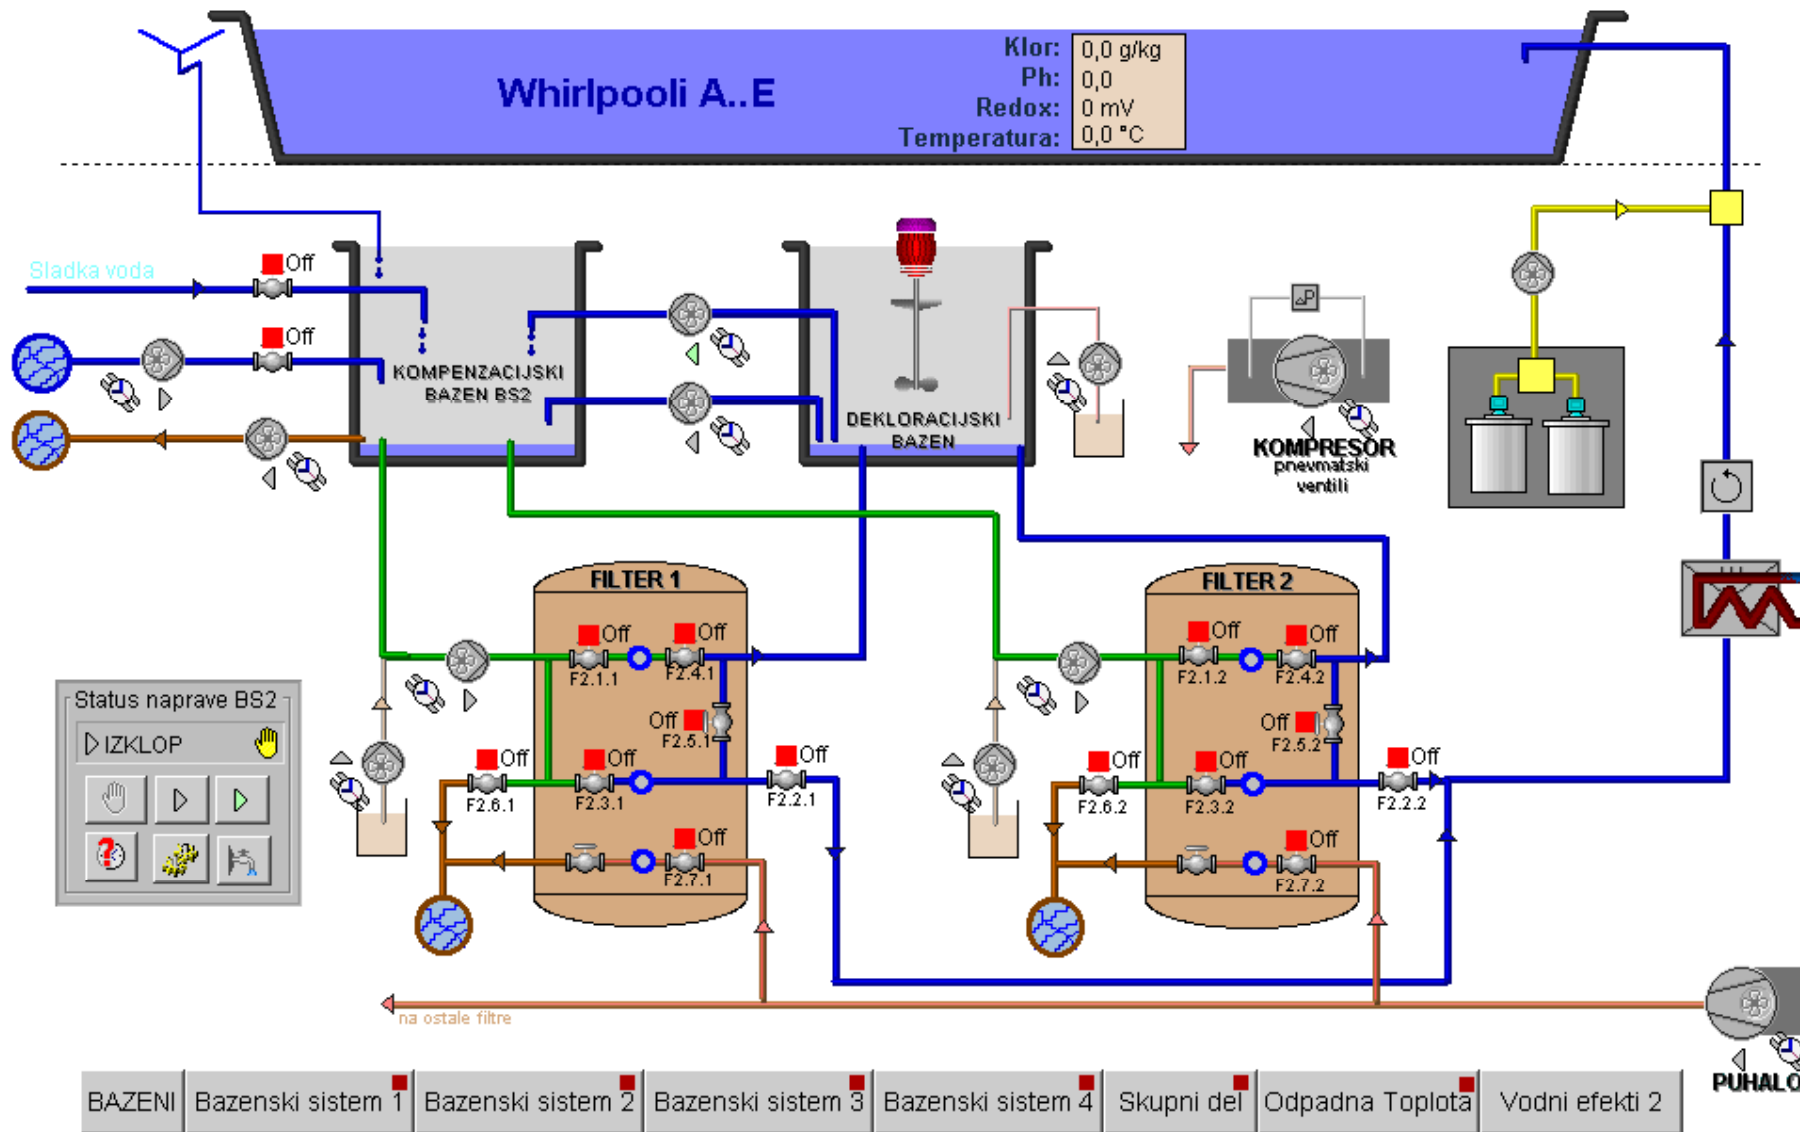 Whirlpooli A..E
Klor: 0,0 g/kg
Ph: 0,0
Redox: 0 mV
Temperatura: 0,0 °C
Sladka voda
Off
Off
KOMPENZACIJSKI
BAZEN BS2
DEKLORACIJSKI
BAZEN
ΔP
KOMPRESOR
pnevmatski
ventili
FILTER 1
Off
Off
F2.1.1
F2.4.1
Off
F2.5.1
Off
Off
Off
F2.6.1
F2.3.1
F2.2.1
Off
F2.7.1
FILTER 2
Off
Off
F2.1.2
F2.4.2
Off
F2.5.2
Off
Off
Off
F2.6.2
F2.3.2
F2.2.2
Off
F2.7.2
Status naprave BS2
IZKLOP
na ostale filtre
PUHALO
BAZENI
Bazenski sistem 1
Bazenski sistem 2
Bazenski sistem 3
Bazenski sistem 4
Skupni del
Odpadna Toplota
Vodni efekti 2